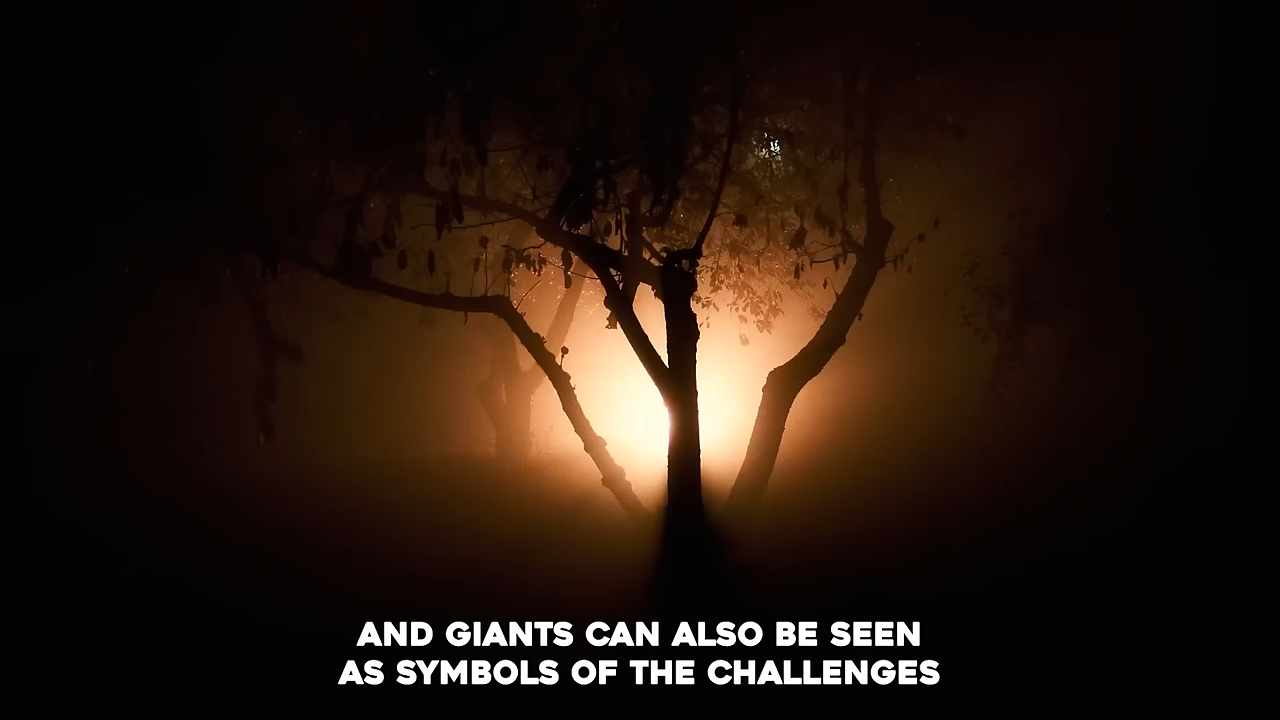 AND GIANTS CAN ALSO BE SEEN
AS SYMBOLS OF THE CHALLENGES